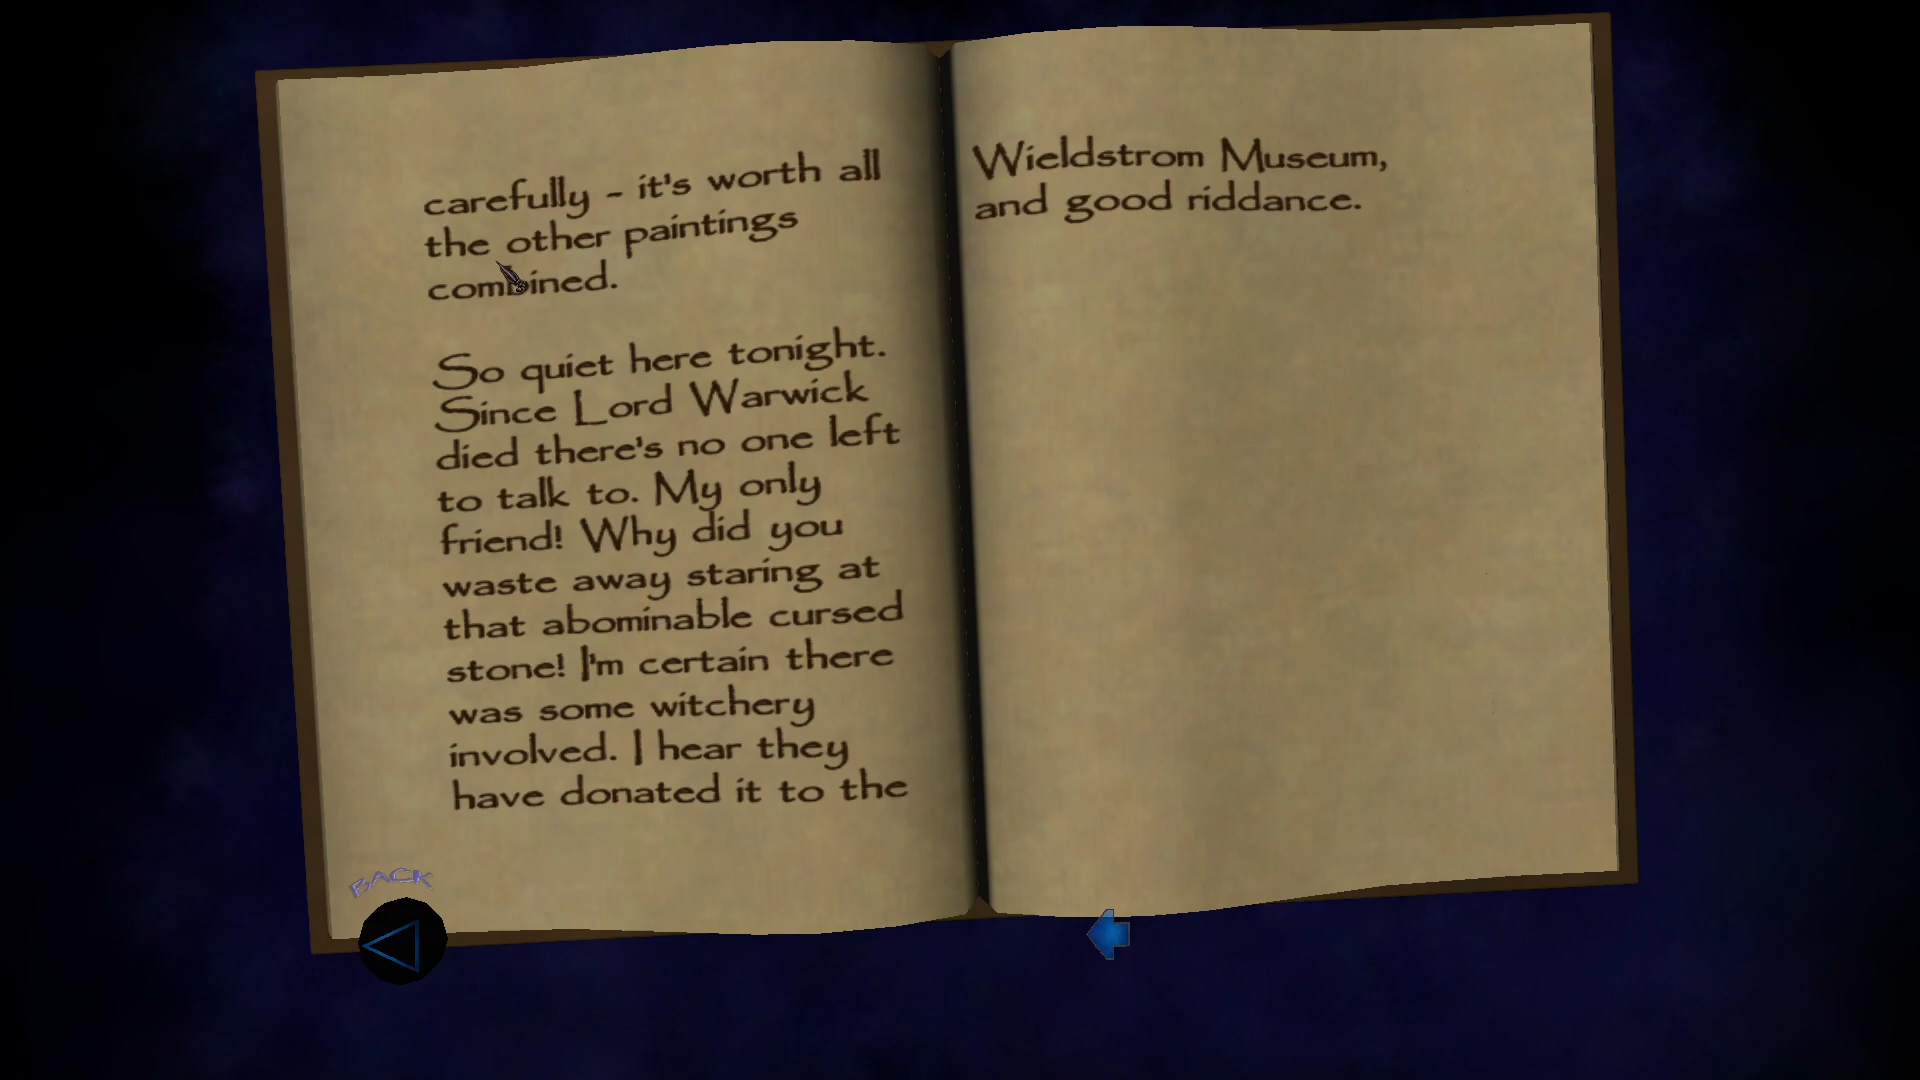 carefully - it's worth all
the other paintings
combined.
So quiet here tonight.
Since Lord Warwick
died there's no one left
to talk to. My only
friend! Why did you
waste away staring at
that abominable cursed
stone! I'm certain there
was some witchery
involved. I hear they
have donated it to the
Wieldstrom Museum,
and good riddance.
BACK